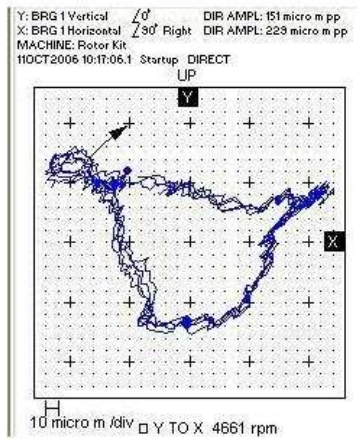 Y: BRG 1 Vertical ∠0° DIR AMPL: 151 micro m pp
X: BRG 1 Horizontal ∠90° Right DIR AMPL: 229 micro m pp
MACHINE: Rotor Kit
11OCT2006 10:17:06.1 Startup DIRECT
UP
Y
X
10 micro m /div Y TO X 4661 rpm